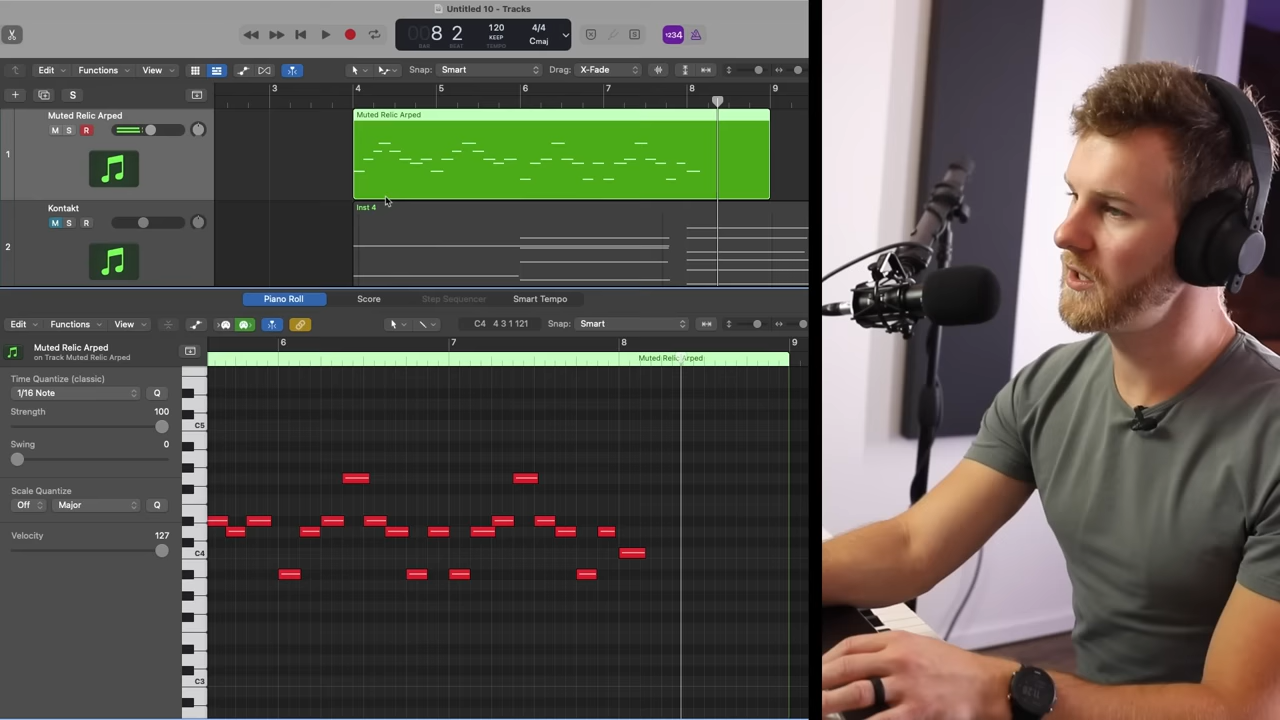 Untitled 10 - Tracks
8 2
BAR BEAT
120
KEEP
TEMPO
4/4
Cmaj
1234
Edit Functions View Snap: Smart Drag: X-Fade
S
3 4 5 6 7 8 9
1
Muted Relic Arped
M S R
Muted Relic Arped
2
Kontakt
M S R
Inst 4
Piano Roll Score Step Sequencer Smart Tempo
Edit Functions View C4 4 3 1 121 Snap: Smart
Muted Relic Arped
on Track Muted Relic Arped
6 7 8 9
Muted Relic Arped
Time Quantize (classic)
1/16 Note Q
Strength 100
Swing 0
Scale Quantize
Off Major Q
Velocity 127
C5
C4
C3